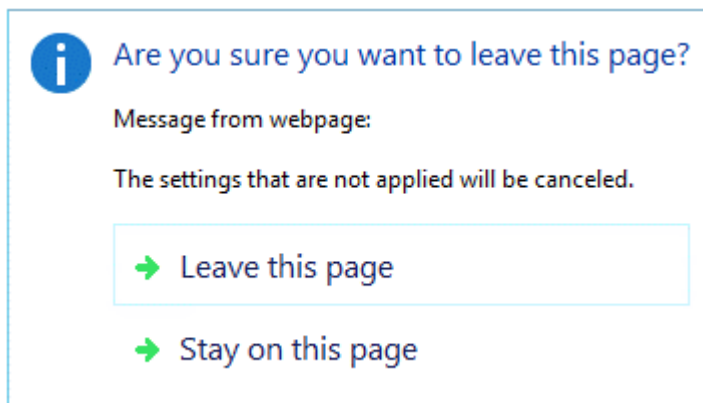 Are you sure you want to leave this page?
Message from webpage:
The settings that are not applied will be canceled.
Leave this page
Stay on this page